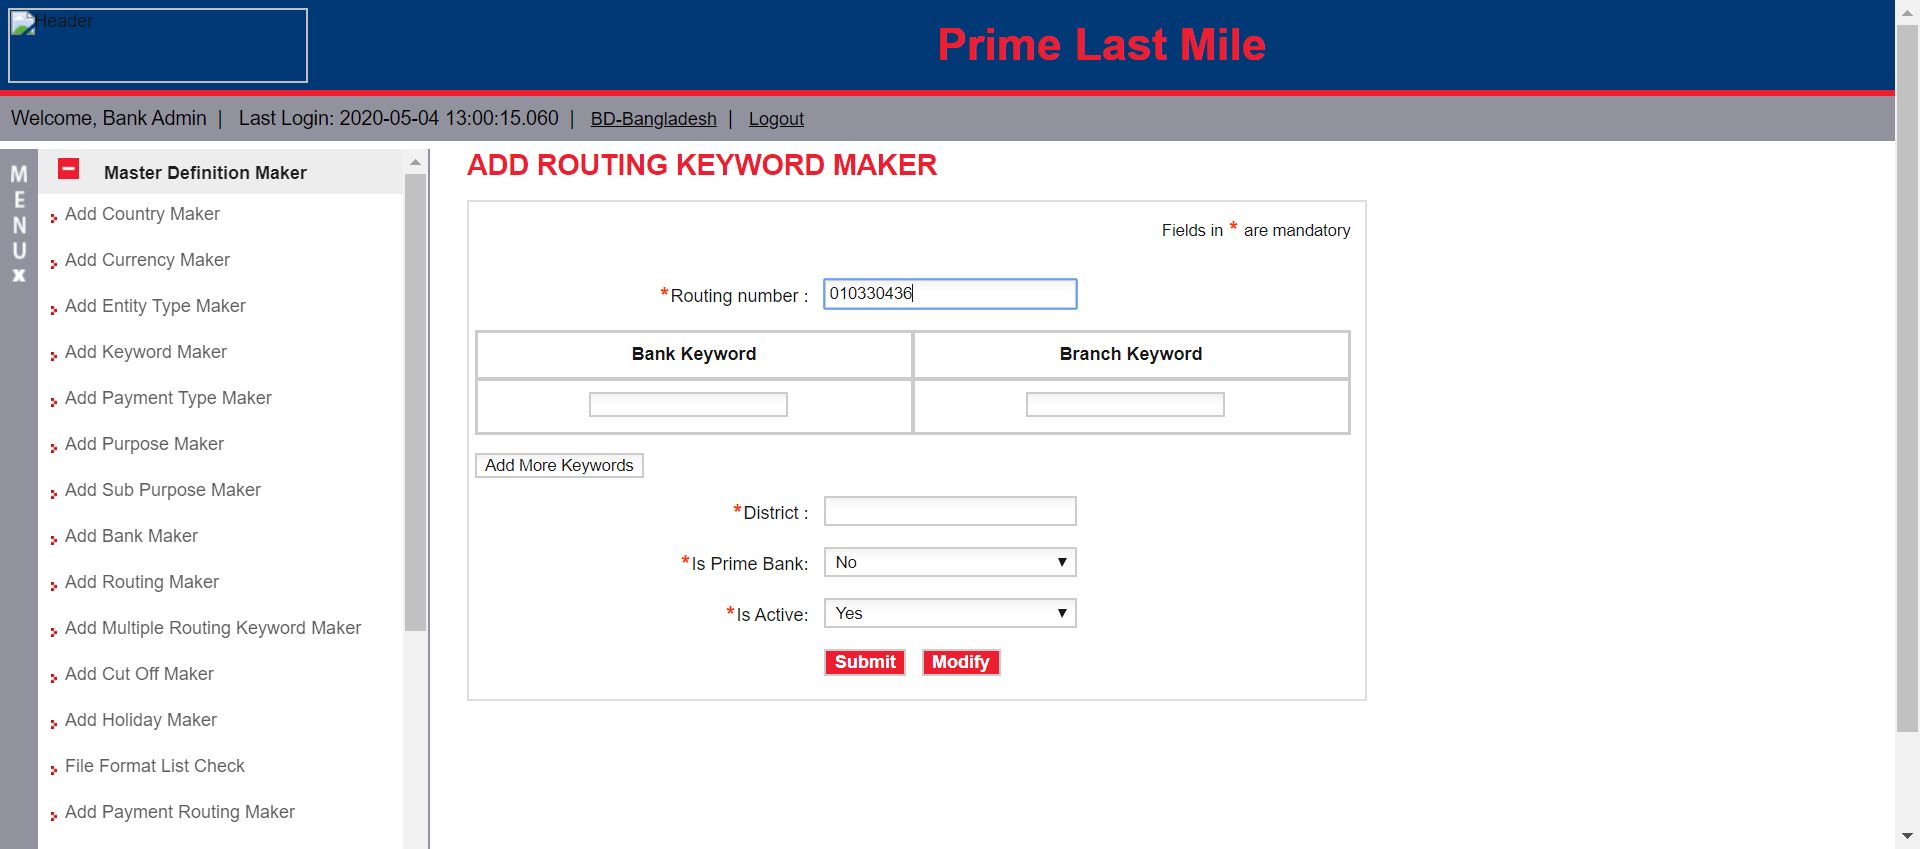 Header
Prime Last Mile
Welcome, Bank Admin | Last Login: 2020-05-04 13:00:15.060 | BD-Bangladesh | Logout
MENU
x
Master Definition Maker
Add Country Maker
Add Currency Maker
Add Entity Type Maker
Add Keyword Maker
Add Payment Type Maker
Add Purpose Maker
Add Sub Purpose Maker
Add Bank Maker
Add Routing Maker
Add Multiple Routing Keyword Maker
Add Cut Off Maker
Add Holiday Maker
File Format List Check
Add Payment Routing Maker
ADD ROUTING KEYWORD MAKER
Fields in * are mandatory
*Routing number : 010330436
Bank Keyword Branch Keyword
Add More Keywords
*District :
*Is Prime Bank: No
*Is Active: Yes
Submit Modify